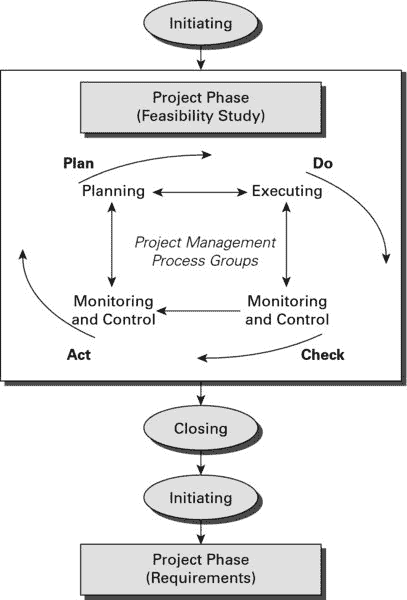 Initiating
Project Phase
(Feasibility Study)
Plan
Do
Planning
Executing
Project Management
Process Groups
Monitoring
and Control
Monitoring
and Control
Act
Check
Closing
Initiating
Project Phase
(Requirements)